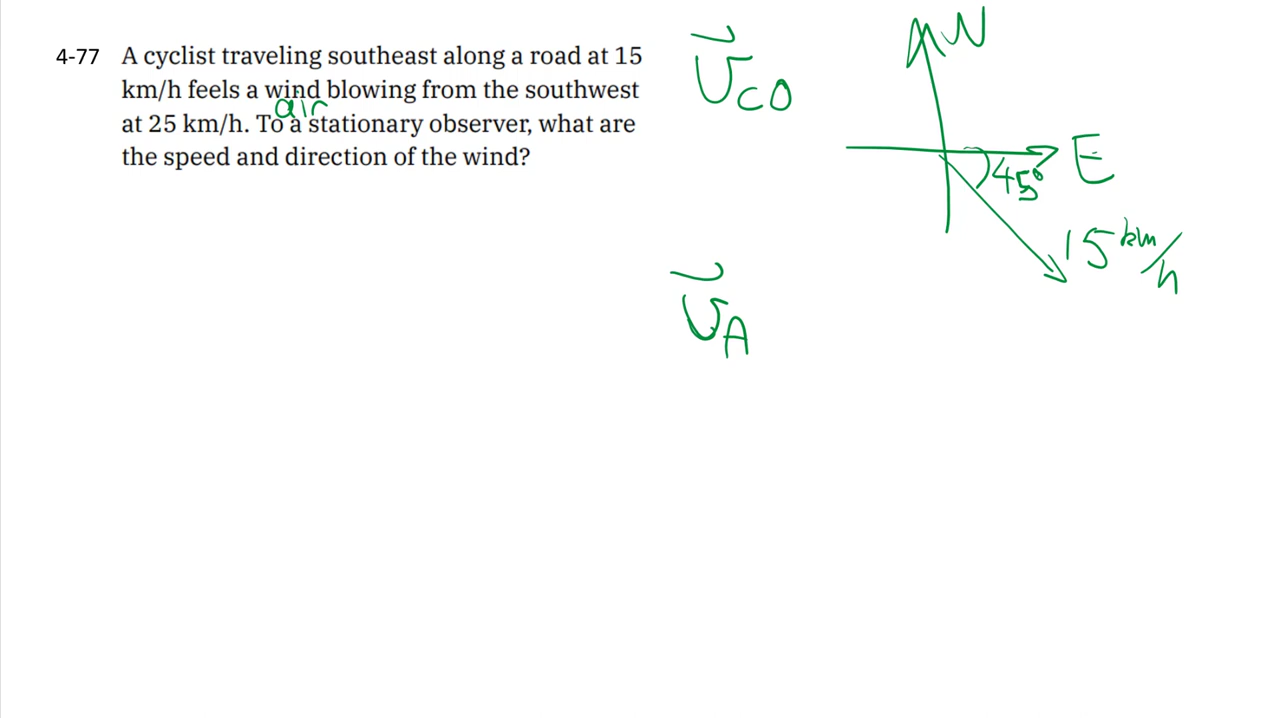 4-77 A cyclist traveling southeast along a road at 15
km/h feels a wind blowing from the southwest
air
at 25 km/h. To a stationary observer, what are
the speed and direction of the wind?
v⃗CO
N
E
45°
15 km/h
v⃗A